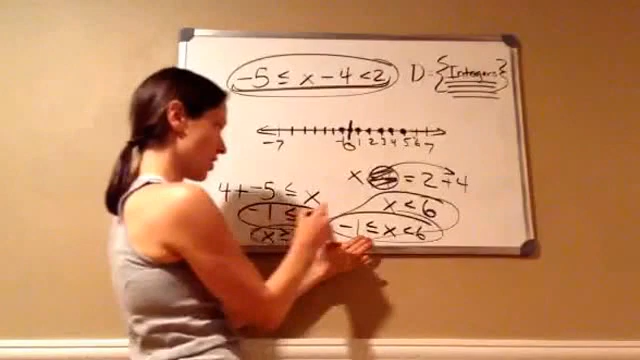 -5 ≤ x - 4 < 2 D = {Integers}
-7 0 1 2 3 4 5 6 7
x = 2 + 4
4 + -5 ≤ x
x < 6
-1 ≤
x ≥
-1 ≤ x < 6